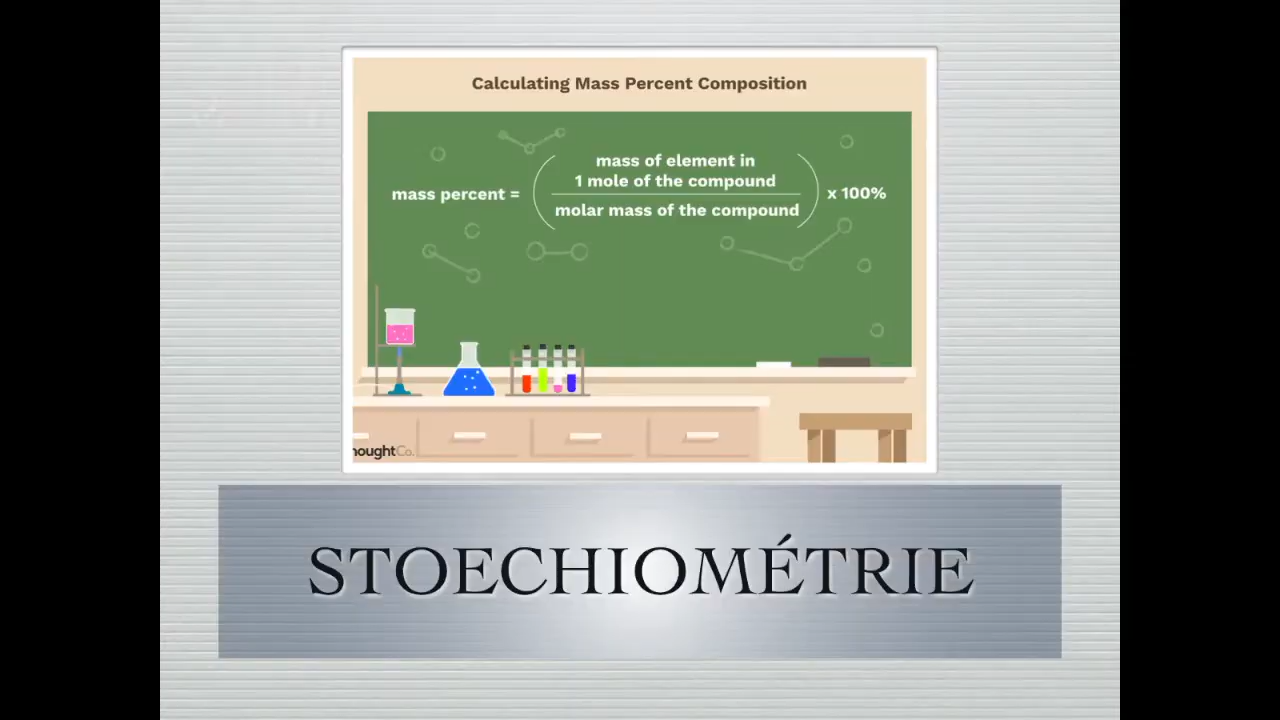 Calculating Mass Percent Composition
mass of element in
1 mole of the compound
mass percent =
x 100%
molar mass of the compound
houghtCo.
STOECHIOMÉTRIE